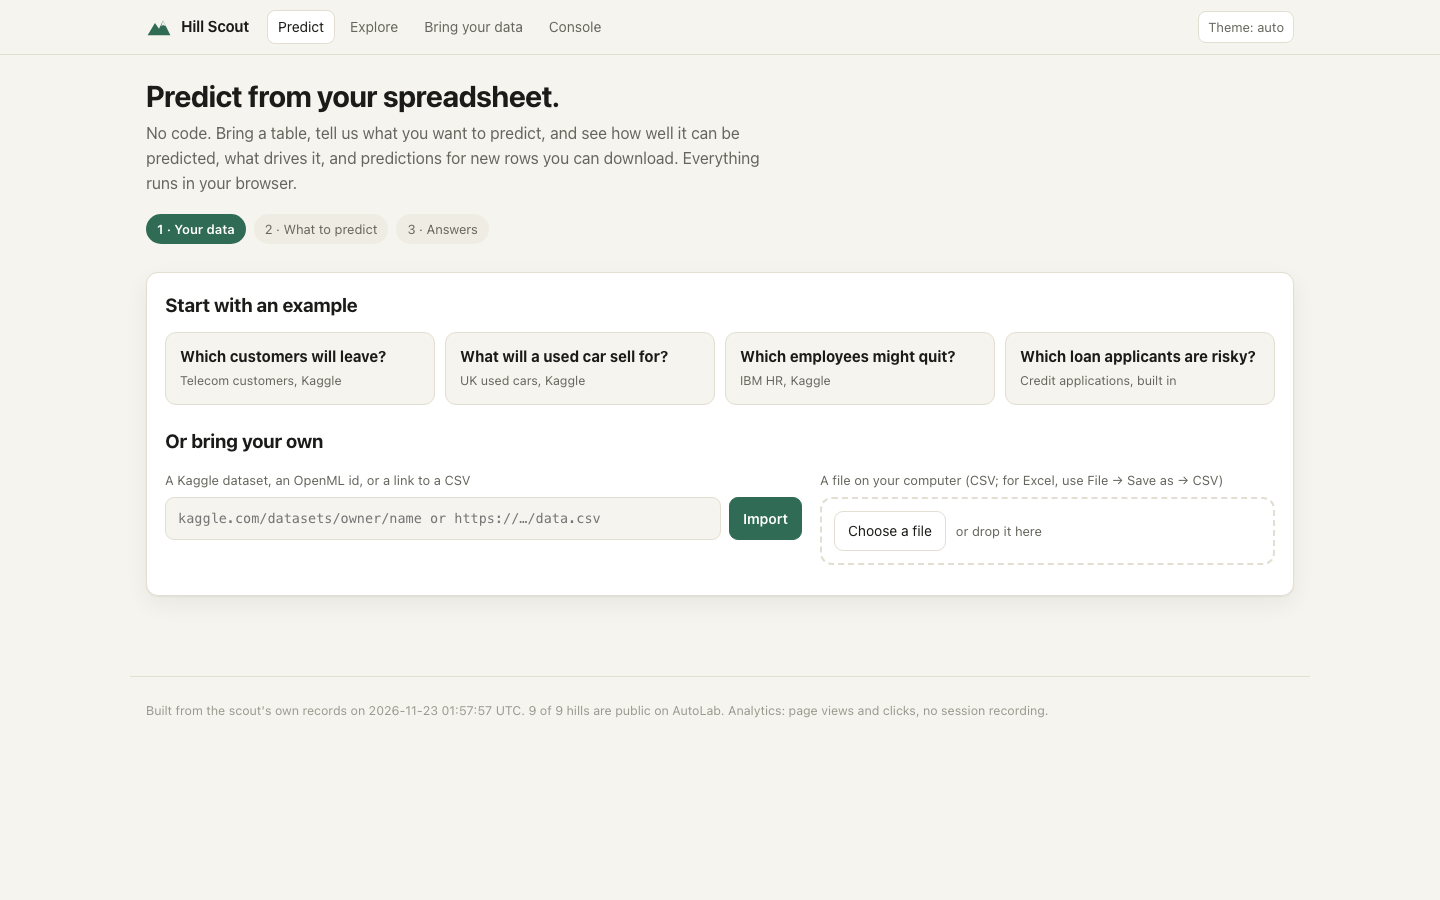 Hill Scout
Predict
Explore
Bring your data
Console
Theme: auto
Predict from your spreadsheet.
No code. Bring a table, tell us what you want to predict, and see how well it can be
predicted, what drives it, and predictions for new rows you can download. Everything
runs in your browser.
1 · Your data
2 · What to predict
3 · Answers
Start with an example
Which customers will leave?
Telecom customers, Kaggle
What will a used car sell for?
UK used cars, Kaggle
Which employees might quit?
IBM HR, Kaggle
Which loan applicants are risky?
Credit applications, built in
Or bring your own
A Kaggle dataset, an OpenML id, or a link to a CSV
kaggle.com/datasets/owner/name or https://…/data.csv
Import
A file on your computer (CSV; for Excel, use File → Save as → CSV)
Choose a file
or drop it here
Built from the scout's own records on 2026-11-23 01:57:57 UTC. 9 of 9 hills are public on AutoLab. Analytics: page views and clicks, no session recording.